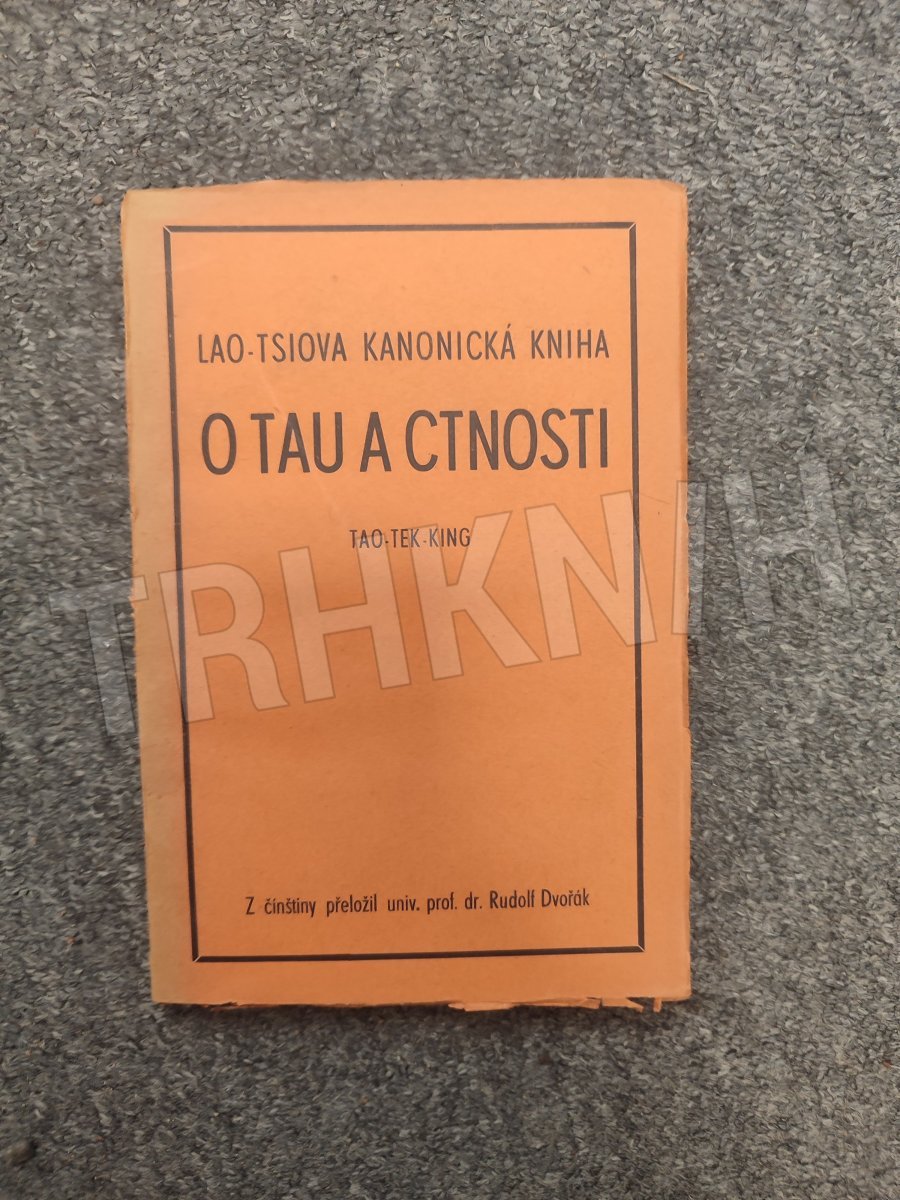 LAO-TSIOVA KANONICKÁ KNIHA
O TAU A CTNOSTI
TAO-TEK-KING
TRHKNIH
Z čínštiny přeložil univ. prof. dr. Rudolf Dvořák